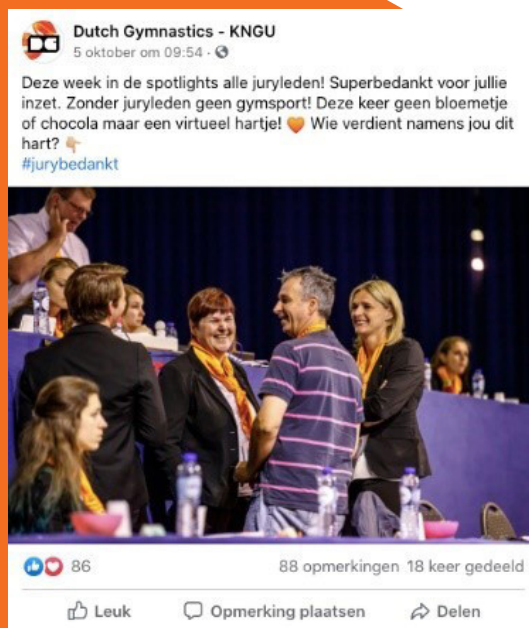 Dutch Gymnastics - KNGU
5 oktober om 09:54 ·
Deze week in de spotlights alle juryleden! Superbedankt voor jullie
inzet. Zonder juryleden geen gymsport! Deze keer geen bloemetje
of chocola maar een virtueel hartje! 🧡 Wie verdient namens jou dit
hart? 👇🏼
#jurybedankt
86 88 opmerkingen 18 keer gedeeld
Leuk Opmerking plaatsen Delen